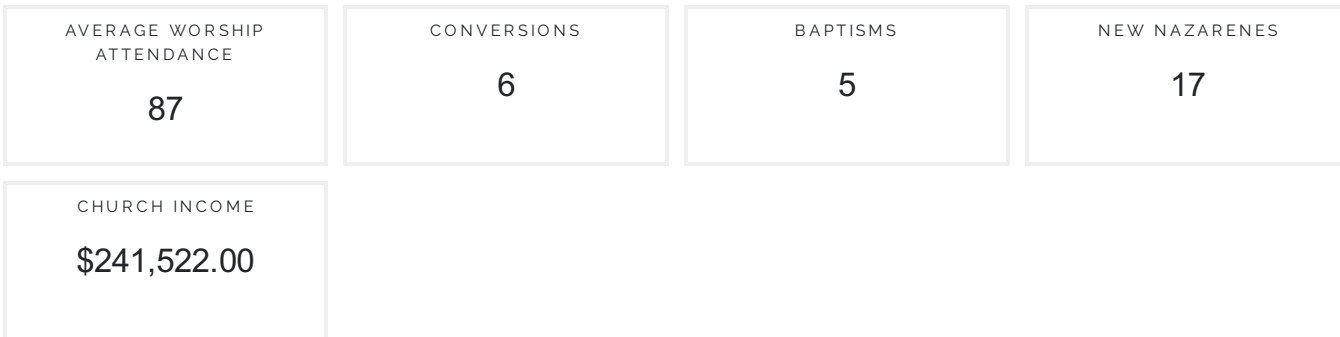 AVERAGE WORSHIP
ATTENDANCE
87
CONVERSIONS
6
BAPTISMS
5
NEW NAZARENES
17
CHURCH INCOME
$241,522.00